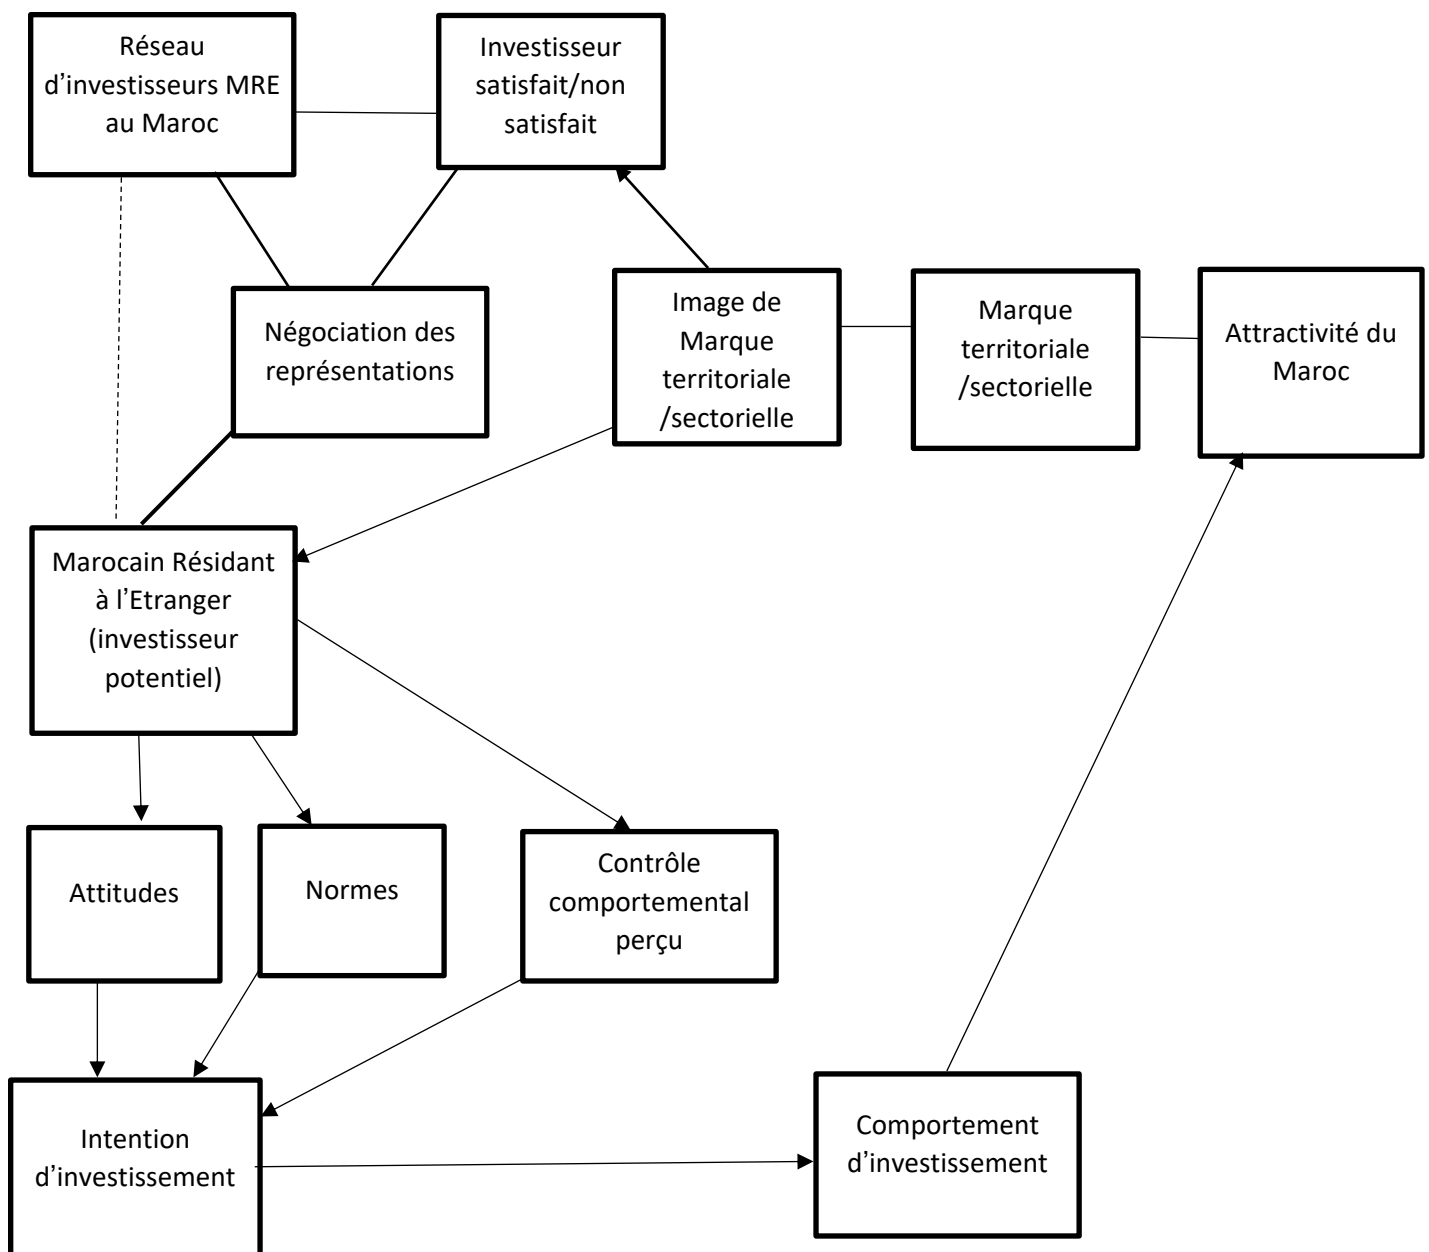 Réseau
d’investisseurs MRE
au Maroc
Investisseur
satisfait/non
satisfait
Négociation des
représentations
Image de
Marque
territoriale
/sectorielle
Marque
territoriale
/sectorielle
Attractivité du
Maroc
Marocain Résidant
à l’Etranger
(investisseur
potentiel)
Attitudes
Normes
Contrôle
comportemental
perçu
Intention
d’investissement
Comportement
d’investissement